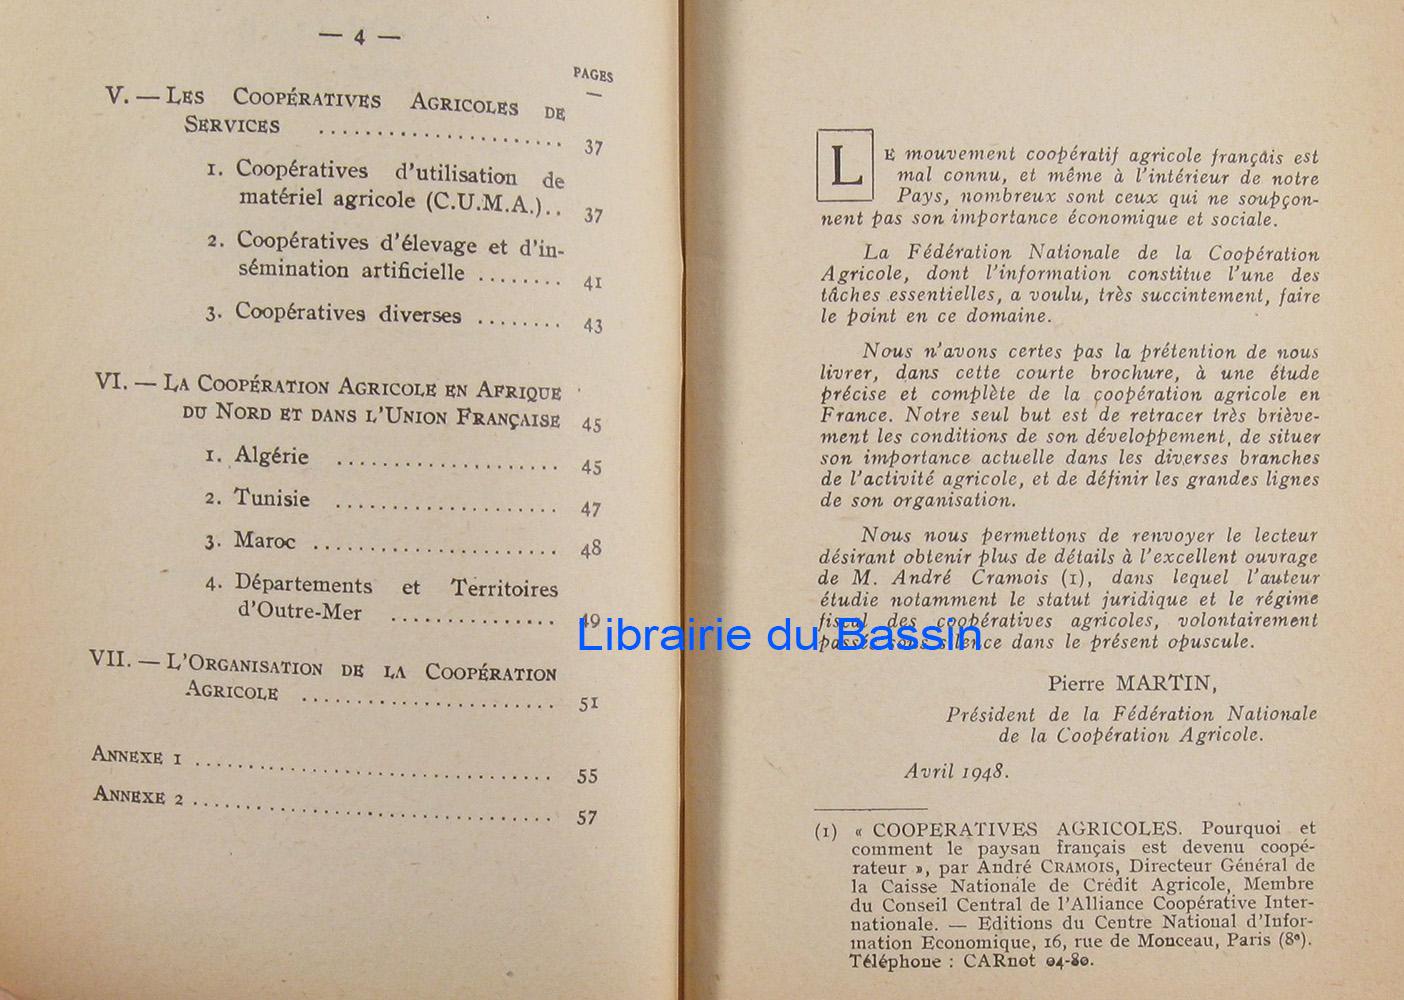 — 4 —
PAGES
—
V. — LES COOPÉRATIVES AGRICOLES DE
SERVICES ...................... 37
1. Coopératives d'utilisation de
matériel agricole (C.U.M.A.).. 37
2. Coopératives d'élevage et d'in-
sémination artificielle ........ 41
3. Coopératives diverses ........ 43
VI. — LA COOPÉRATION AGRICOLE EN AFRIQUE
DU NORD ET DANS L'UNION FRANÇAISE 45
1. Algérie .................... 45
2. Tunisie .................... 47
3. Maroc ...................... 48
4. Départements et Territoires
d'Outre-Mer ............... 49
VII. — L'ORGANISATION DE LA COOPÉRATION
AGRICOLE ....................... 51
ANNEXE 1 ................................ 55
ANNEXE 2 ................................ 57
LE mouvement coopératif agricole français est
mal connu, et même à l'intérieur de notre
Pays, nombreux sont ceux qui ne soupçon-
nent pas son importance économique et sociale.
La Fédération Nationale de la Coopération
Agricole, dont l'information constitue l'une des
tâches essentielles, a voulu, très succintement, faire
le point en ce domaine.
Nous n'avons certes pas la prétention de nous
livrer, dans cette courte brochure, à une étude
précise et complète de la coopération agricole en
France. Notre seul but est de retracer très briève-
ment les conditions de son développement, de situer
son importance actuelle dans les diverses branches
de l'activité agricole, et de définir les grandes lignes
de son organisation.
Nous nous permettons de renvoyer le lecteur
désirant obtenir plus de détails à l'excellent ouvrage
de M. André Cramois (1), dans lequel l'auteur
étudie notamment le statut juridique et le régime
fiscal des coopératives agricoles, volontairement
passés sous silence dans le présent opuscule.
Librairie du Bassin
Pierre MARTIN,
Président de la Fédération Nationale
de la Coopération Agricole.
Avril 1948.
(1) « COOPERATIVES AGRICOLES. Pourquoi et
comment le paysan français est devenu coopé-
rateur », par André CRAMOIS, Directeur Général de
la Caisse Nationale de Crédit Agricole, Membre
du Conseil Central de l'Alliance Coopérative Inter-
nationale. — Editions du Centre National d'Infor-
mation Economique, 16, rue de Monceau, Paris (8e).
Téléphone : CARnot 04-80.